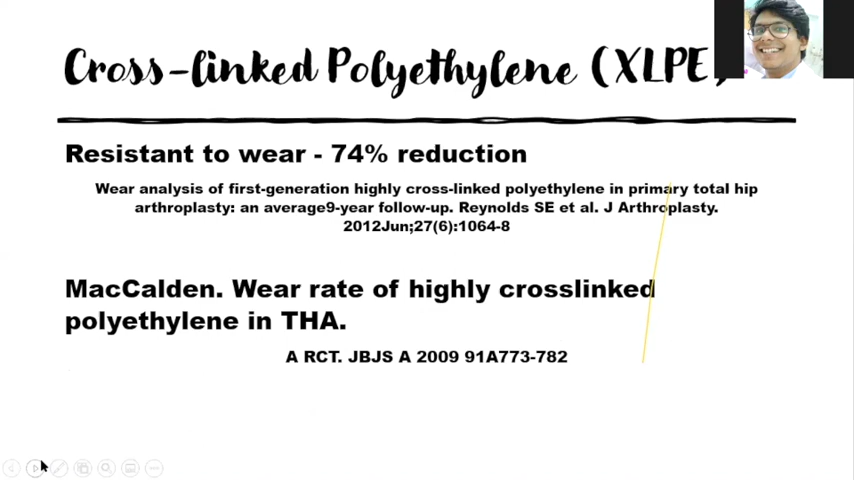 Cross-linked Polyethylene (XLPE)
Resistant to wear - 74% reduction
Wear analysis of first-generation highly cross-linked polyethylene in primary total hip
arthroplasty: an average9-year follow-up. Reynolds SE et al. J Arthroplasty.
2012Jun;27(6):1064-8
MacCalden. Wear rate of highly crosslinked
polyethylene in THA.
A RCT. JBJS A 2009 91A773-782